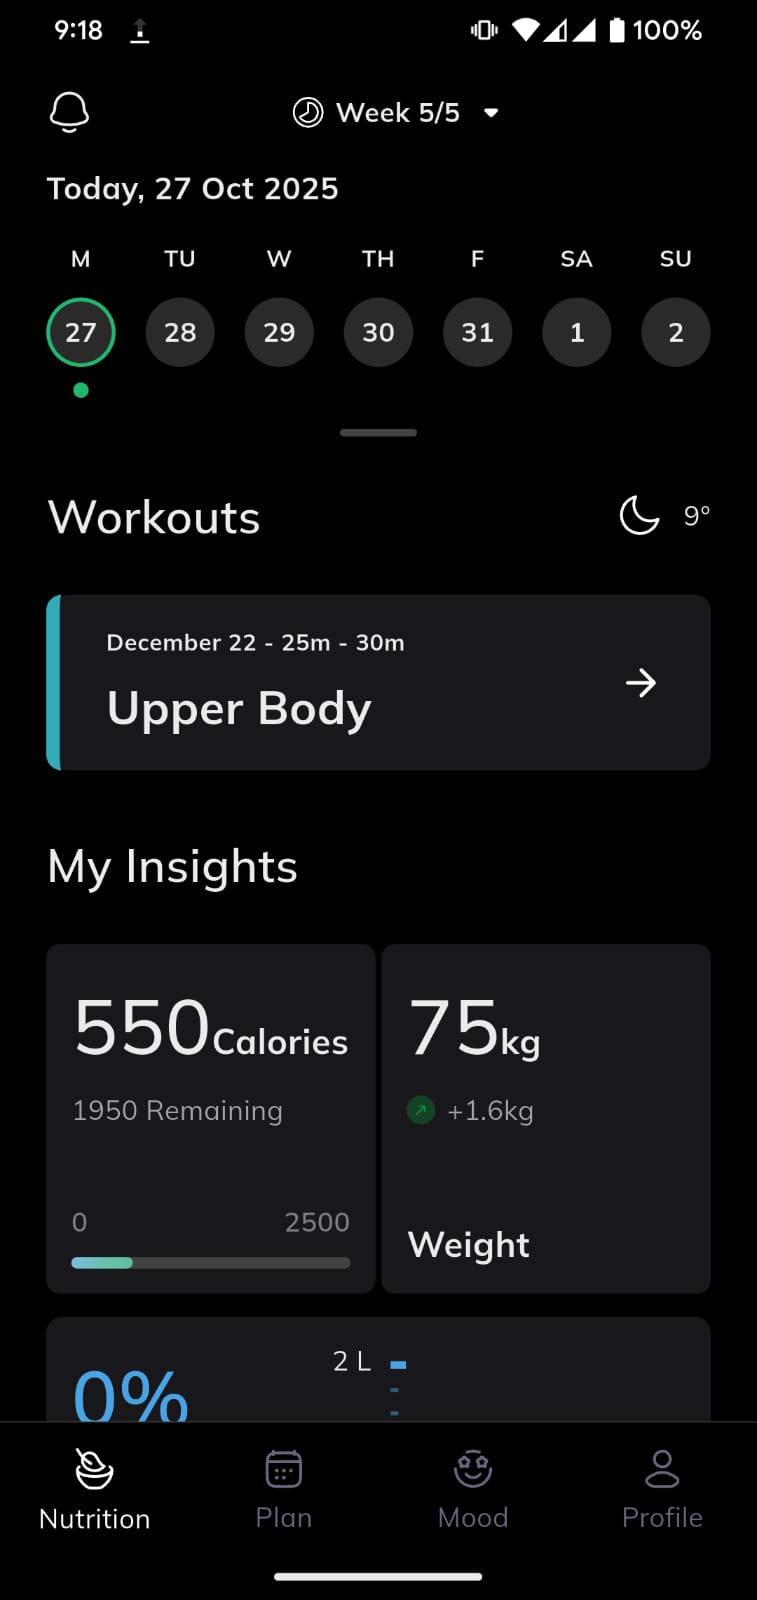 9:18 100%
Week 5/5
Today, 27 Oct 2025
M TU W TH F SA SU
27 28 29 30 31 1 2
Workouts 9°
December 22 - 25m - 30m
Upper Body
My Insights
550Calories
1950 Remaining
0 2500
75kg
+1.6kg
Weight
0% 2 L
Nutrition Plan Mood Profile